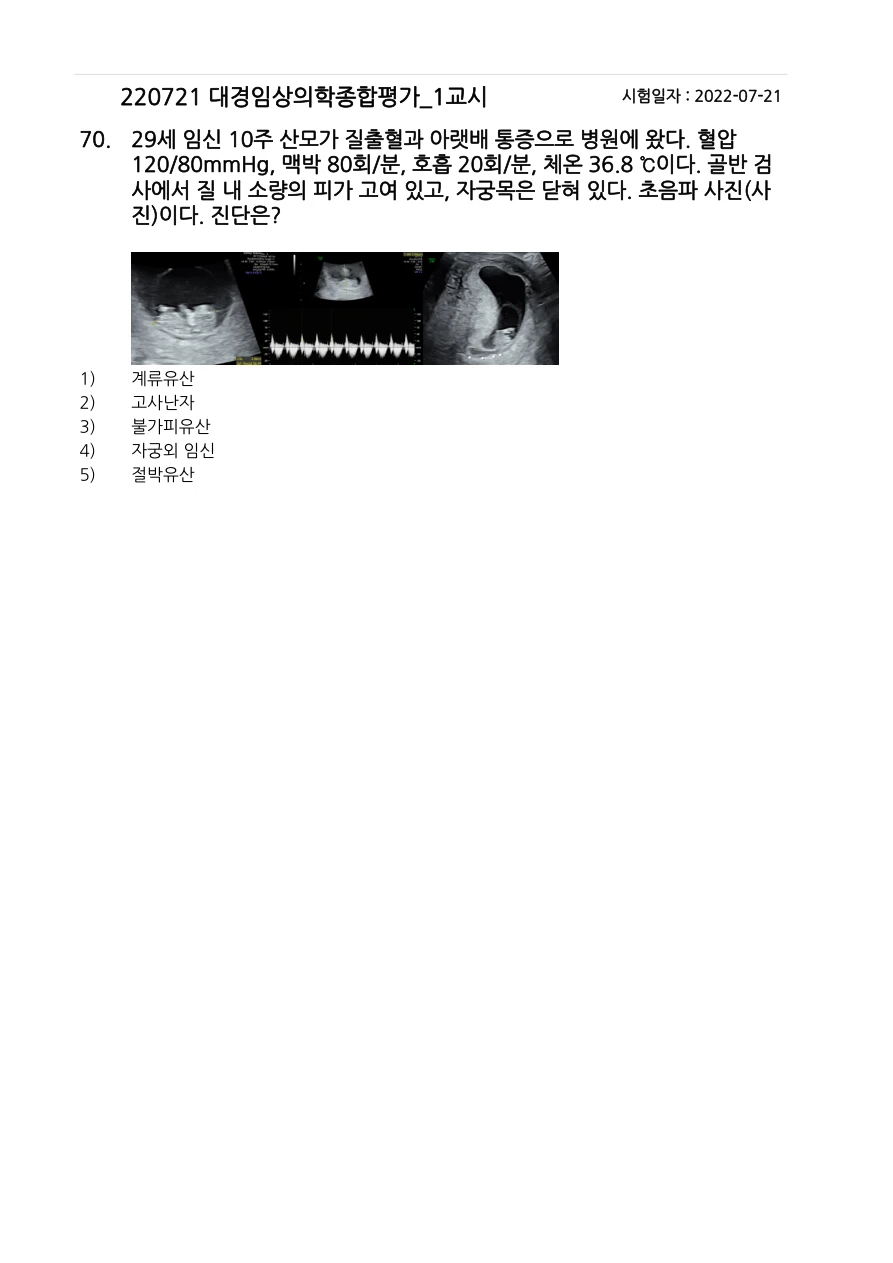 220721 대경임상의학종합평가_1교시 시험일자 : 2022-07-21
70. 29세 임신 10주 산모가 질출혈과 아랫배 통증으로 병원에 왔다. 혈압
120/80mmHg, 맥박 80회/분, 호흡 20회/분, 체온 36.8 ℃이다. 골반 검
사에서 질 내 소량의 피가 고여 있고, 자궁목은 닫혀 있다. 초음파 사진(사
진)이다. 진단은?
1) 계류유산
2) 고사난자
3) 불가피유산
4) 자궁외 임신
5) 절박유산